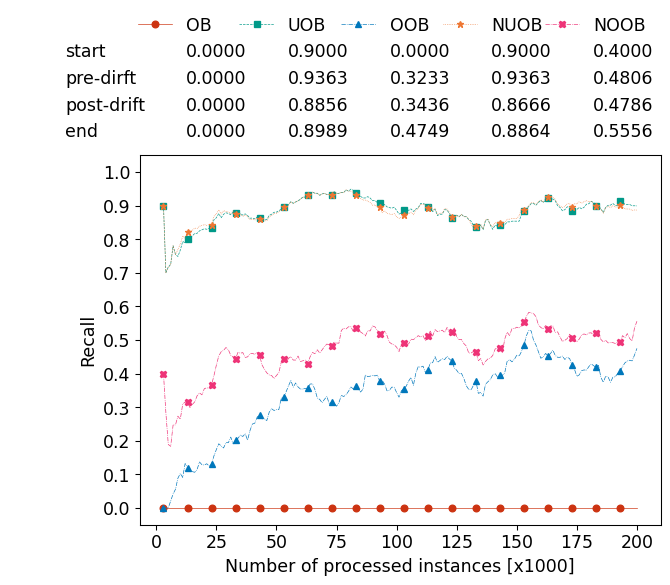 OB UOB OOB NUOB NOOB
start 0.0000 0.9000 0.0000 0.9000 0.4000
pre-dirft 0.0000 0.9363 0.3233 0.9363 0.4806
post-drift 0.0000 0.8856 0.3436 0.8666 0.4786
end 0.0000 0.8989 0.4749 0.8864 0.5556
1.0
0.9
0.8
0.7
0.6
0.5
0.4
0.3
0.2
0.1
0.0
Recall
0 25 50 75 100 125 150 175 200
Number of processed instances [x1000]